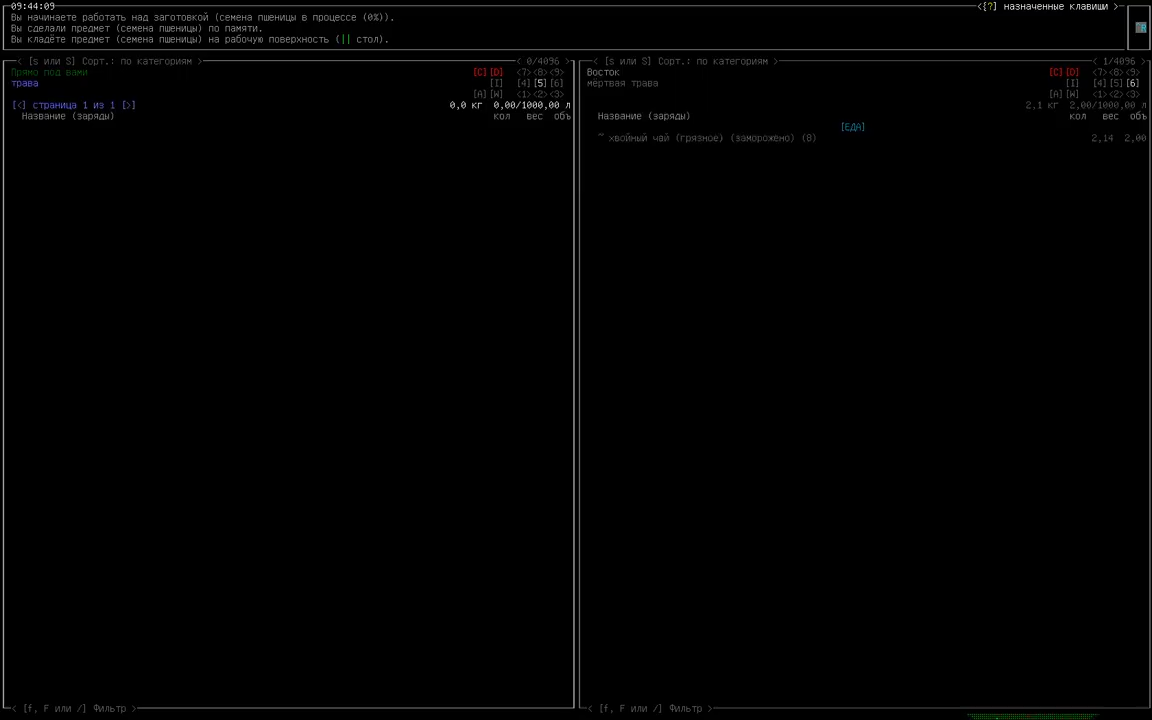 09:44:09 <[?] назначенные клавиши >
Вы начинаете работать над заготовкой (семена пшеницы в процессе (0%)).
Вы сделали предмет (семена пшеницы) по памяти.
Вы кладёте предмет (семена пшеницы) на рабочую поверхность (|| стол).
< [s или S] Сорт.: по категориям > < 0/4096 >
Прямо под вами [C][D] <7><8><9>
трава [I] [4][5][6]
[A][W] <1><2><3>
[<] страница 1 из 1 [>] 0,0 кг 0,00/1000,00 л
Название (заряды) кол вес объ
< [f, F или /] Фильтр >
< [s или S] Сорт.: по категориям > < 1/4096 >
Восток [C][D] <7><8><9>
мёртвая трава [I] [4][5][6]
[A][W] <1><2><3>
2,1 кг 2,00/1000,00 л
Название (заряды) кол вес объ
[ЕДА]
~ хвойный чай (грязное) (заморожено) (8) 2,14 2,00
< [f, F или /] Фильтр >